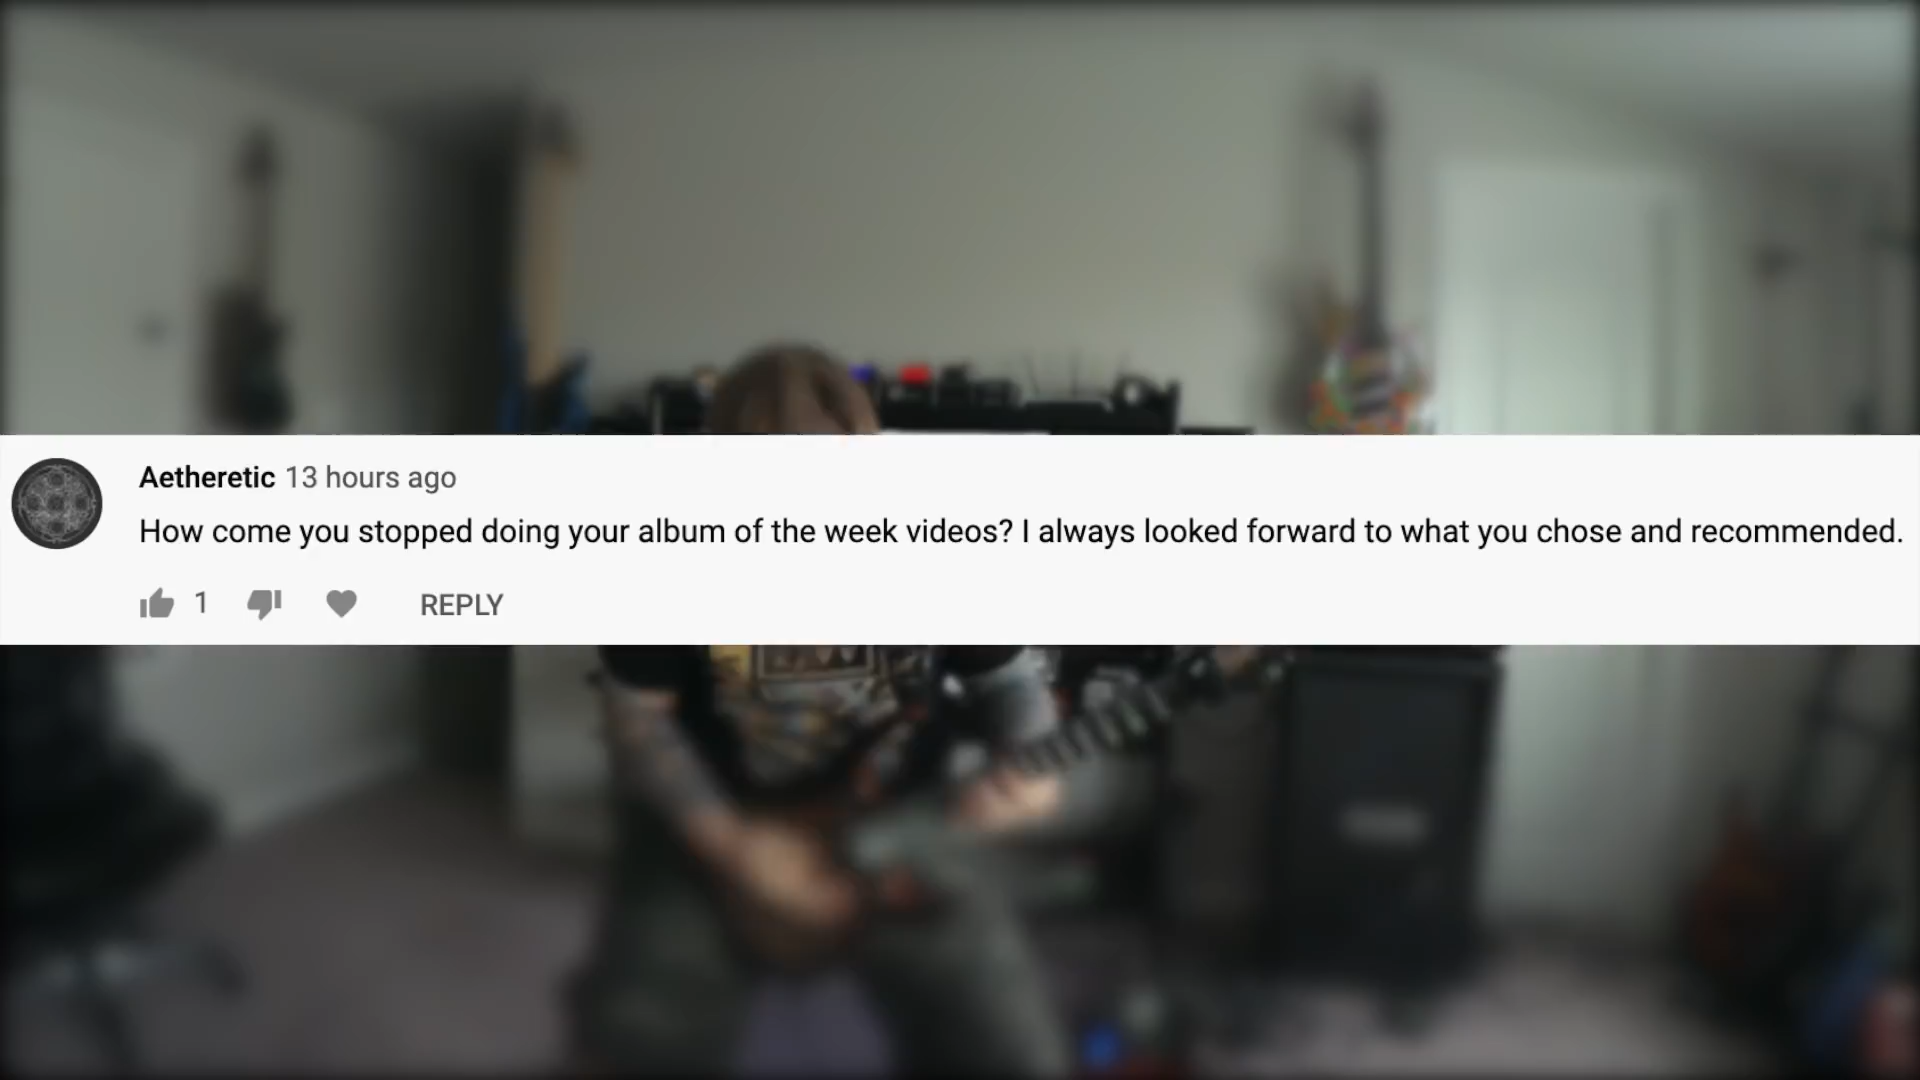 Aetheretic 13 hours ago
How come you stopped doing your album of the week videos? I always looked forward to what you chose and recommended.
1 REPLY